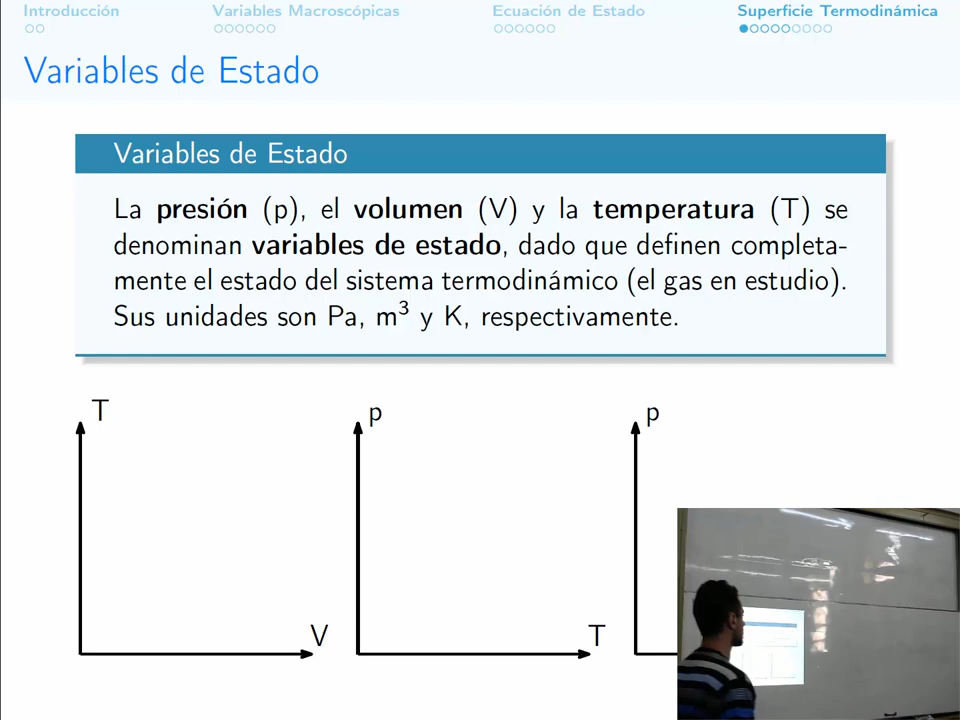 Introducción Variables Macroscópicas Ecuación de Estado Superficie Termodinámica
Variables de Estado
Variables de Estado
La presión (p), el volumen (V) y la temperatura (T) se
denominan variables de estado, dado que definen completa-
mente el estado del sistema termodinámico (el gas en estudio).
Sus unidades son Pa, m³ y K, respectivamente.
T p p
V T